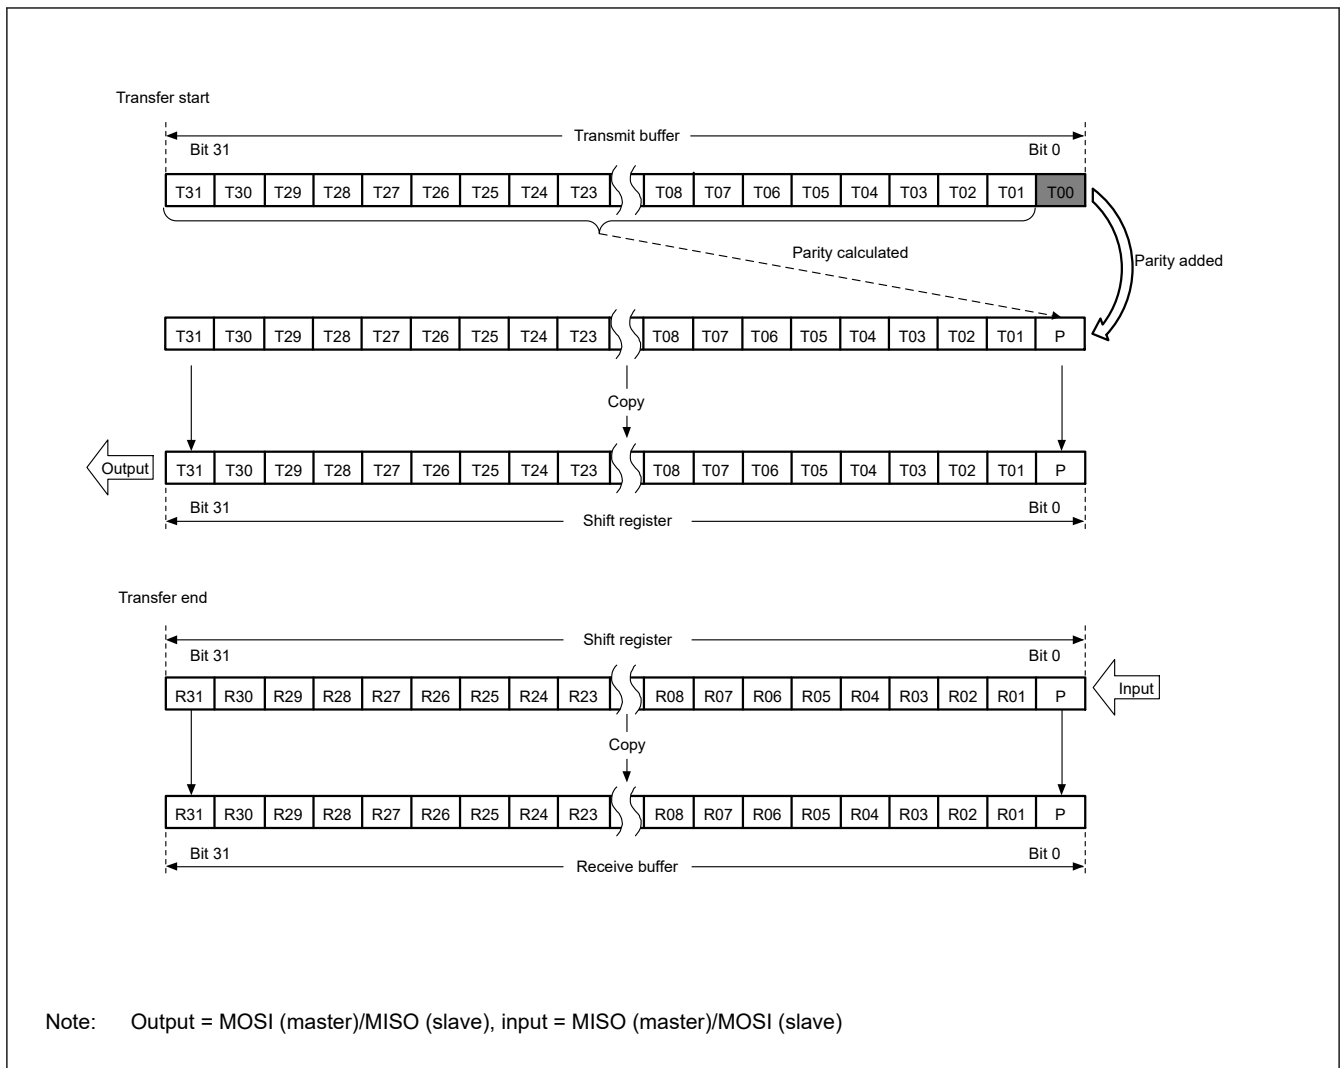 Transfer start
Transmit buffer
Bit 31 Bit 0
T31 T30 T29 T28 T27 T26 T25 T24 T23 T08 T07 T06 T05 T04 T03 T02 T01 T00
Parity calculated
Parity added
T31 T30 T29 T28 T27 T26 T25 T24 T23 T08 T07 T06 T05 T04 T03 T02 T01 P
Copy
Output T31 T30 T29 T28 T27 T26 T25 T24 T23 T08 T07 T06 T05 T04 T03 T02 T01 P
Bit 31 Bit 0
Shift register
Transfer end
Shift register
Bit 31 Bit 0
R31 R30 R29 R28 R27 R26 R25 R24 R23 R08 R07 R06 R05 R04 R03 R02 R01 P Input
Copy
R31 R30 R29 R28 R27 R26 R25 R24 R23 R08 R07 R06 R05 R04 R03 R02 R01 P
Bit 31 Bit 0
Receive buffer
Note: Output = MOSI (master)/MISO (slave), input = MISO (master)/MOSI (slave)